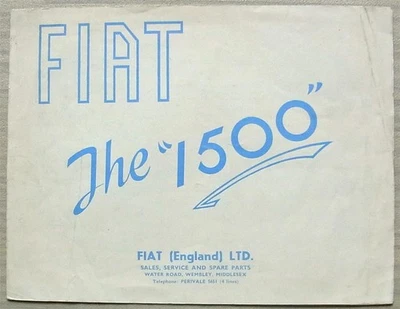 FIAT
The "1500"
FIAT (England) LTD.
SALES, SERVICE AND SPARE PARTS
WATER ROAD, WEMBLEY, MIDDLESEX
Telephone: PERIVALE 5651 (4 lines)